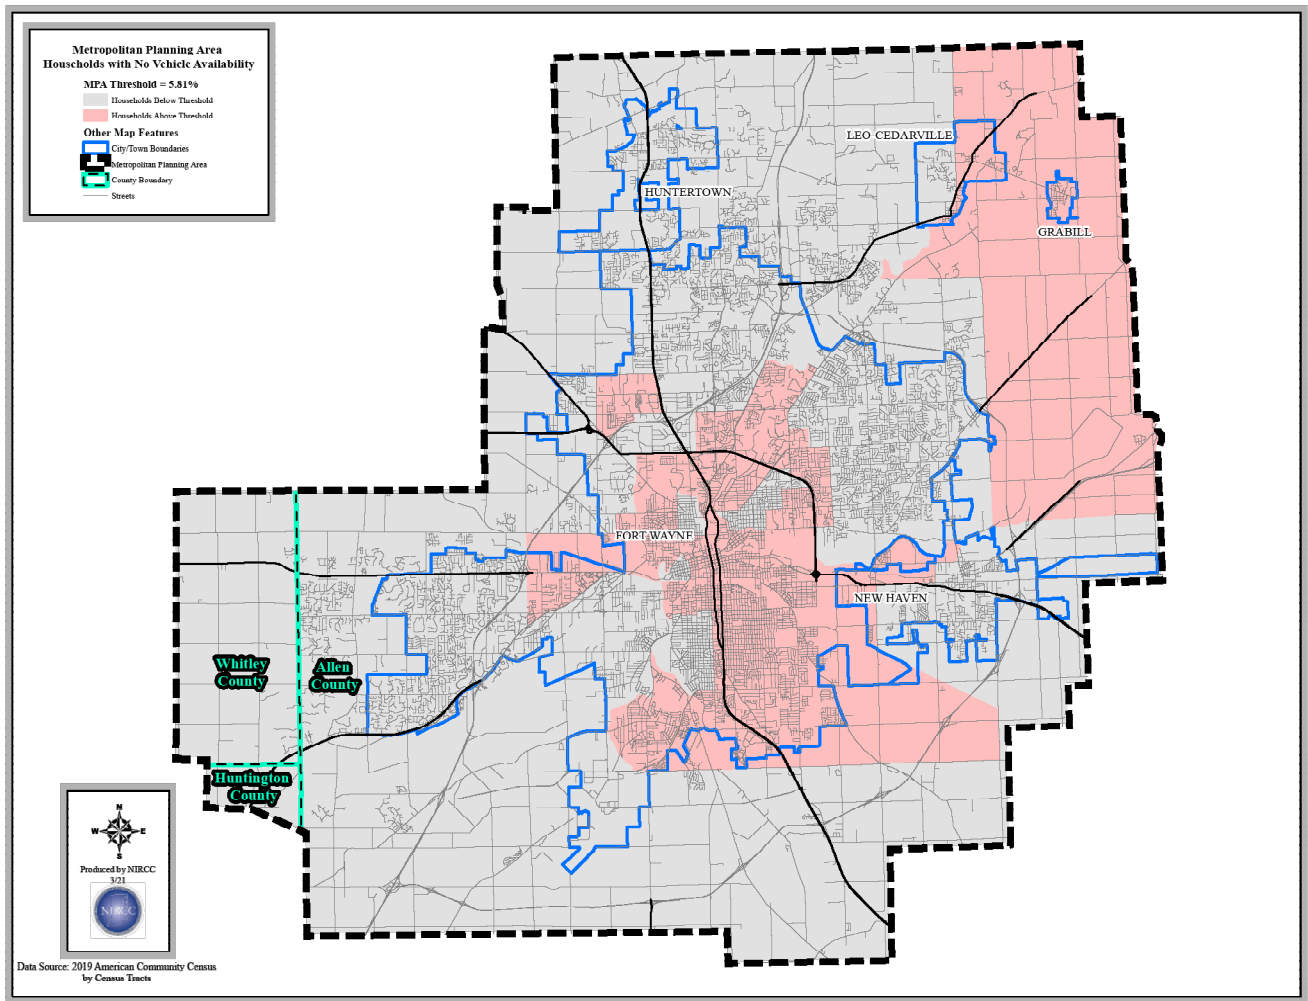 Metropolitan Planning Area
Households with No Vehicle Availability
MPA Threshold = 5.81%
Households Below Threshold
Households Above Threshold
Other Map Features
City/Town Boundaries
Metropolitan Planning Area
County Boundary
Streets
LEO-CEDARVILLE
HUNTERTOWN
GRABILL
FORT WAYNE
NEW HAVEN
Whitley
County
Allen
County
Huntington
County
N
W E
S
Produced by NIRCC
3/21
NIRCC
Data Source: 2019 American Community Census
by Census Tracts